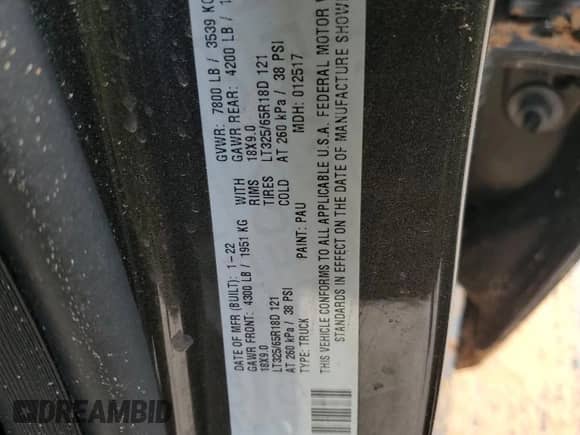 DATE OF MFR (BUILT): 1-22 GVWR: 7800 LB / 3539 KG
GAWR FRONT: 4300 LB / 1951 KG WITH GAWR REAR: 4200 LB /
18X9.0 RIMS 18X9.0
LT325/65R18D 121 TIRES LT325/65R18D 121
AT 260 kPa / 38 PSI COLD AT 260 kPa / 38 PSI
TYPE: TRUCK PAINT: PAU MDH: 012517
THIS VEHICLE CONFORMS TO ALL APPLICABLE U.S.A. FEDERAL MOTOR
STANDARDS IN EFFECT ON THE DATE OF MANUFACTURE SHOW
DREAMBID